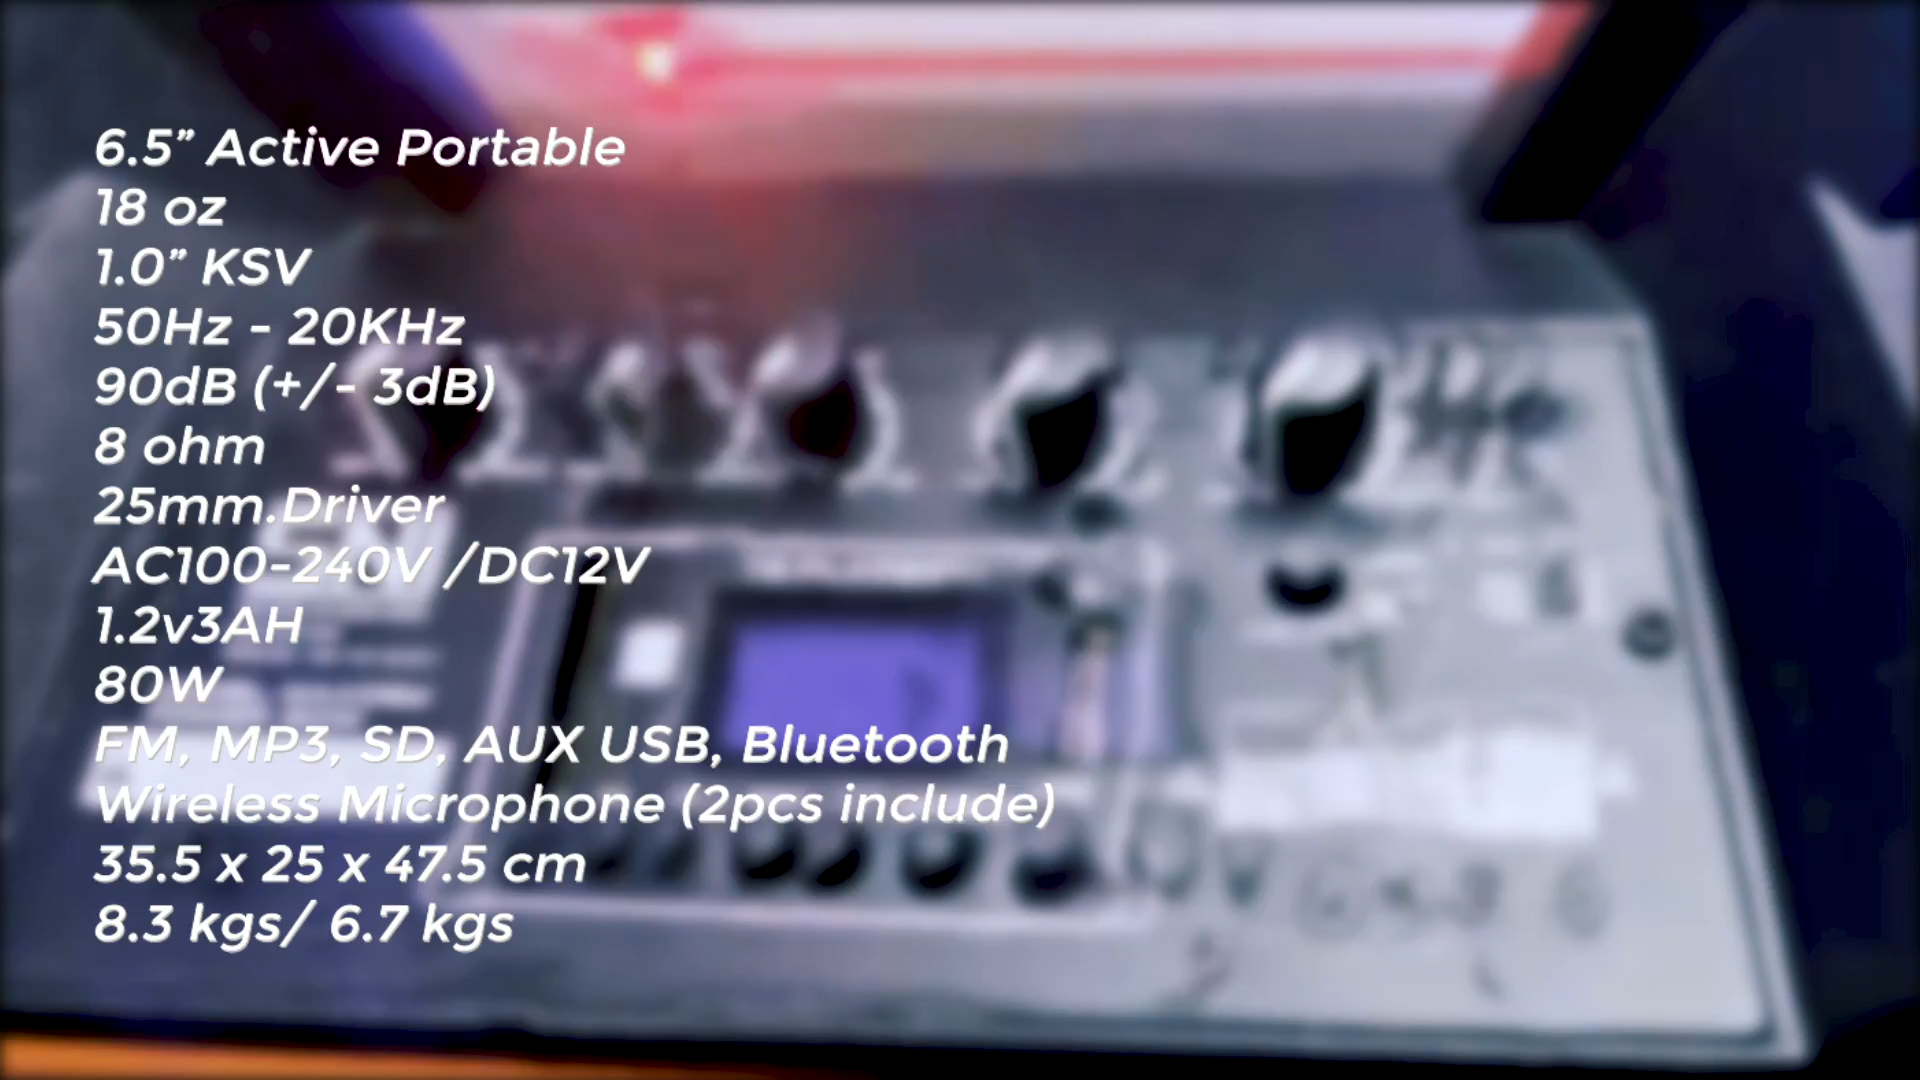 6.5” Active Portable
18 oz
1.0” KSV
50Hz - 20KHz
90dB (+/- 3dB)
8 ohm
25mm.Driver
AC100-240V /DC12V
1.2v3AH
80W
FM, MP3, SD, AUX USB, Bluetooth
Wireless Microphone (2pcs include)
35.5 x 25 x 47.5 cm
8.3 kgs/ 6.7 kgs